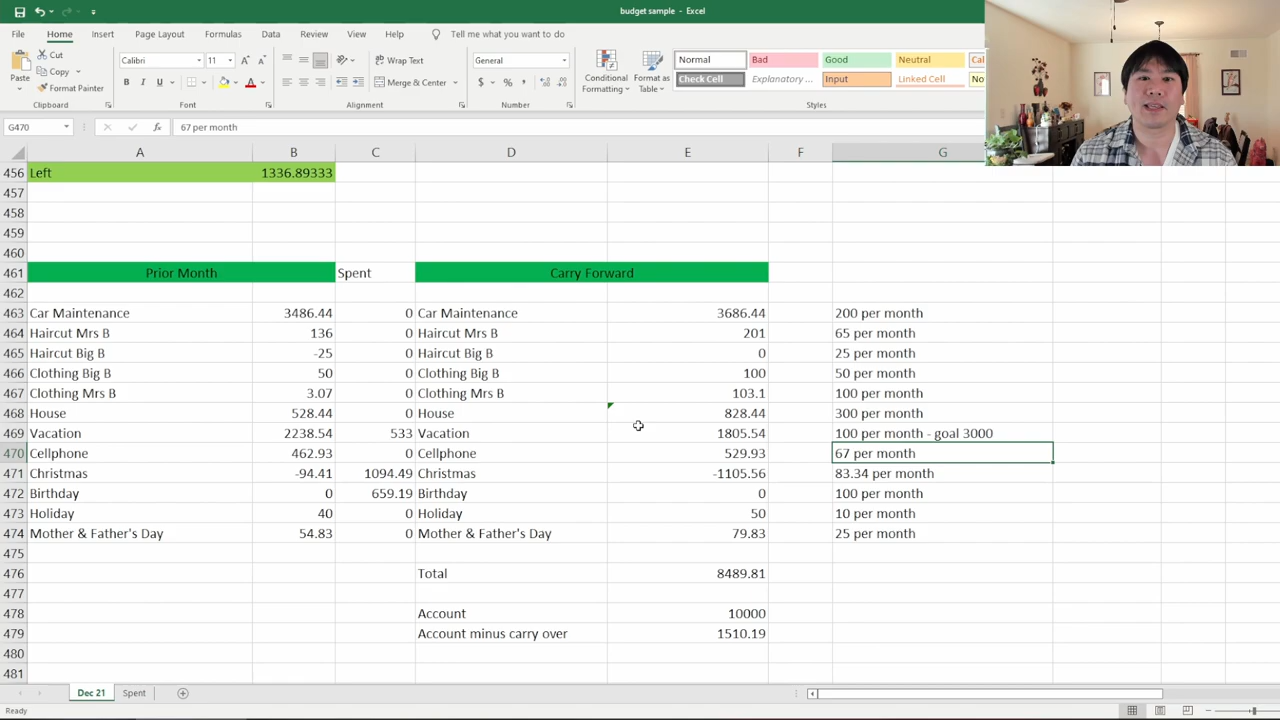 budget sample - Excel
File Home Insert Page Layout Formulas Data Review View Help Tell me what you want to do
Paste Cut Copy Format Painter Clipboard
Calibri 11 B I U A Font
Wrap Text Merge & Center Alignment
General $ % , Number
Conditional Formatting Format as Table
Normal Bad Good Neutral
Check Cell Explanatory ... Input Linked Cell Styles
G470 fx 67 per month
A B C D E F G
456 Left 1336.89333
457
458
459
460
461 Prior Month Spent Carry Forward
462
463 Car Maintenance 3486.44 0 Car Maintenance 3686.44 200 per month
464 Haircut Mrs B 136 0 Haircut Mrs B 201 65 per month
465 Haircut Big B -25 0 Haircut Big B 0 25 per month
466 Clothing Big B 50 0 Clothing Big B 100 50 per month
467 Clothing Mrs B 3.07 0 Clothing Mrs B 103.1 100 per month
468 House 528.44 0 House 828.44 300 per month
469 Vacation 2238.54 533 Vacation 1805.54 100 per month - goal 3000
470 Cellphone 462.93 0 Cellphone 529.93 67 per month
471 Christmas -94.41 1094.49 Christmas -1105.56 83.34 per month
472 Birthday 0 659.19 Birthday 0 100 per month
473 Holiday 40 0 Holiday 50 10 per month
474 Mother & Father's Day 54.83 0 Mother & Father's Day 79.83 25 per month
475
476 Total 8489.81
477
478 Account 10000
479 Account minus carry over 1510.19
480
481
Dec 21 Spent
Ready